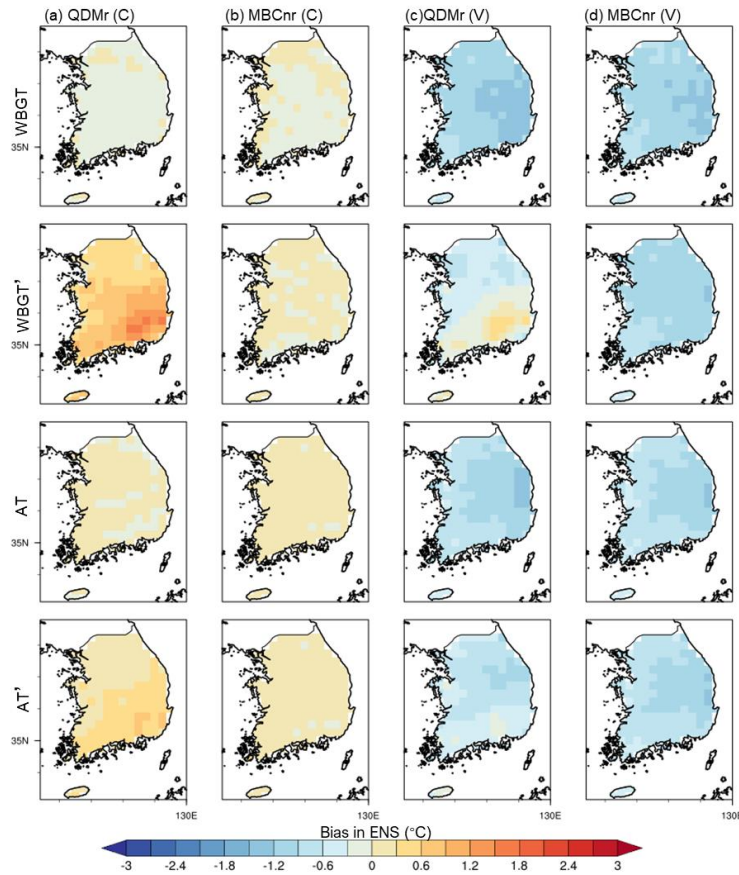 (a) QDMr (C) (b) MBCnr (C) (c)QDMr (V) (d) MBCnr (V)
WBGT
35N
WBGT'
35N
AT
35N
AT'
35N
130E 130E 130E 130E
Bias in ENS (°C)
-3 -2.4 -1.8 -1.2 -0.6 0 0.6 1.2 1.8 2.4 3